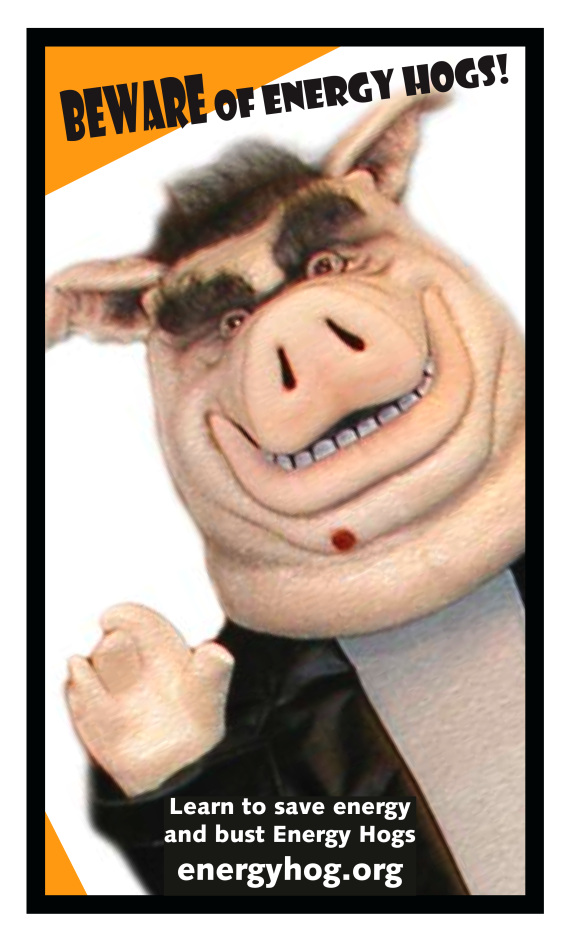 BEWARE OF ENERGY HOGS!
Learn to save energy
and bust Energy Hogs
energyhog.org